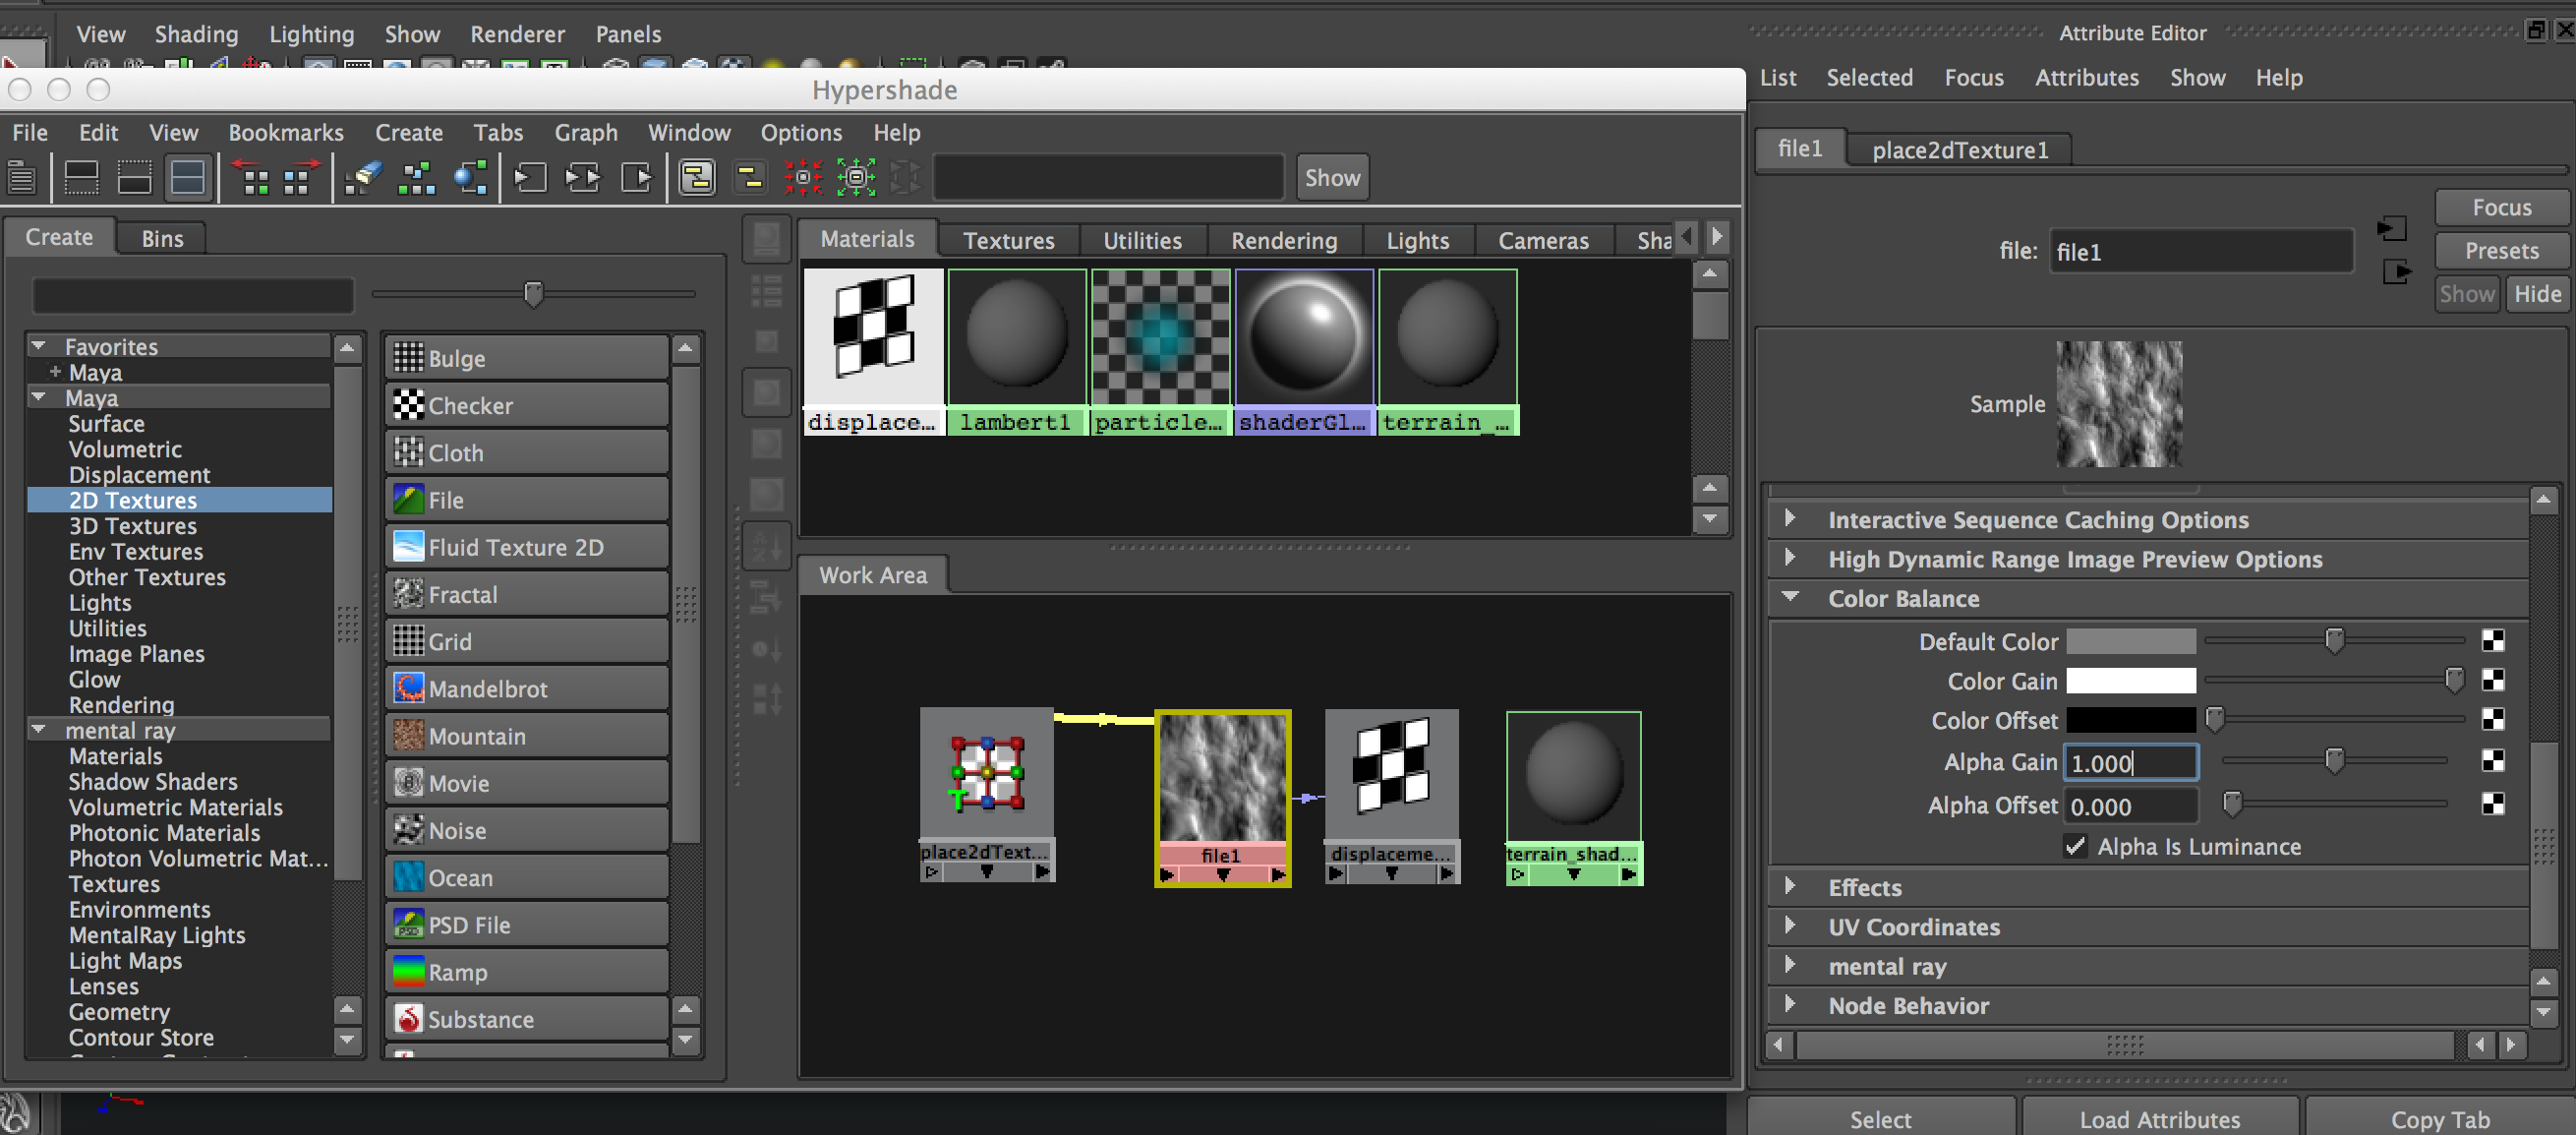 View Shading Lighting Show Renderer Panels
Hypershade
File Edit View Bookmarks Create Tabs Graph Window Options Help
Show
Create Bins
Favorites
Maya
Maya
Surface
Volumetric
Displacement
2D Textures
3D Textures
Env Textures
Other Textures
Lights
Utilities
Image Planes
Glow
Rendering
mental ray
Materials
Shadow Shaders
Volumetric Materials
Photonic Materials
Photon Volumetric Mat...
Textures
Environments
MentalRay Lights
Light Maps
Lenses
Geometry
Contour Store
Bulge
Checker
Cloth
File
Fluid Texture 2D
Fractal
Grid
Mandelbrot
Mountain
Movie
Noise
Ocean
PSD File
Ramp
Substance
Materials Textures Utilities Rendering Lights Cameras Sha
displace... lambert1 particle... shaderGl... terrain_...
Work Area
place2dText... file1 displaceme... terrain_shad...
Attribute Editor
List Selected Focus Attributes Show Help
file1 place2dTexture1
Focus
file: file1
Presets
Show Hide
Sample
Interactive Sequence Caching Options
High Dynamic Range Image Preview Options
Color Balance
Default Color
Color Gain
Color Offset
Alpha Gain 1.000
Alpha Offset 0.000
Alpha Is Luminance
Effects
UV Coordinates
mental ray
Node Behavior
Select Load Attributes Copy Tab